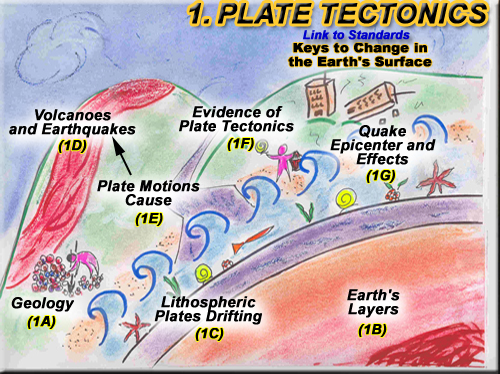 1. PLATE TECTONICS
Link to Standards
Keys to Change in
the Earth's Surface
Volcanoes
and Earthquakes
(1D)
Evidence of
Plate Tectonics
(1F)
Quake
Epicenter and
Effects
(1G)
Plate Motions
Cause
(1E)
Geology
(1A)
Lithospheric
Plates Drifting
(1C)
Earth's
Layers
(1B)